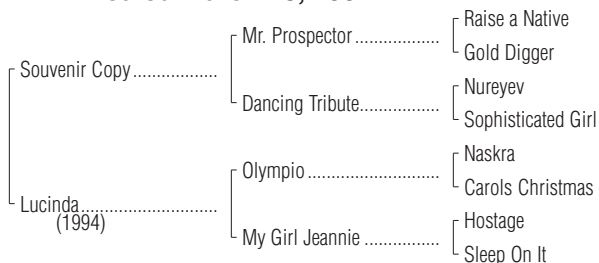 Raise a Native
Mr. Prospector ..................
Gold Digger
Souvenir Copy..................
Nureyev
Dancing Tribute.................
Sophisticated Girl
Naskra
Olympio ............................
Carols Christmas
Lucinda.............................
(1994)
Hostage
My Girl Jeannie ................
Sleep On It